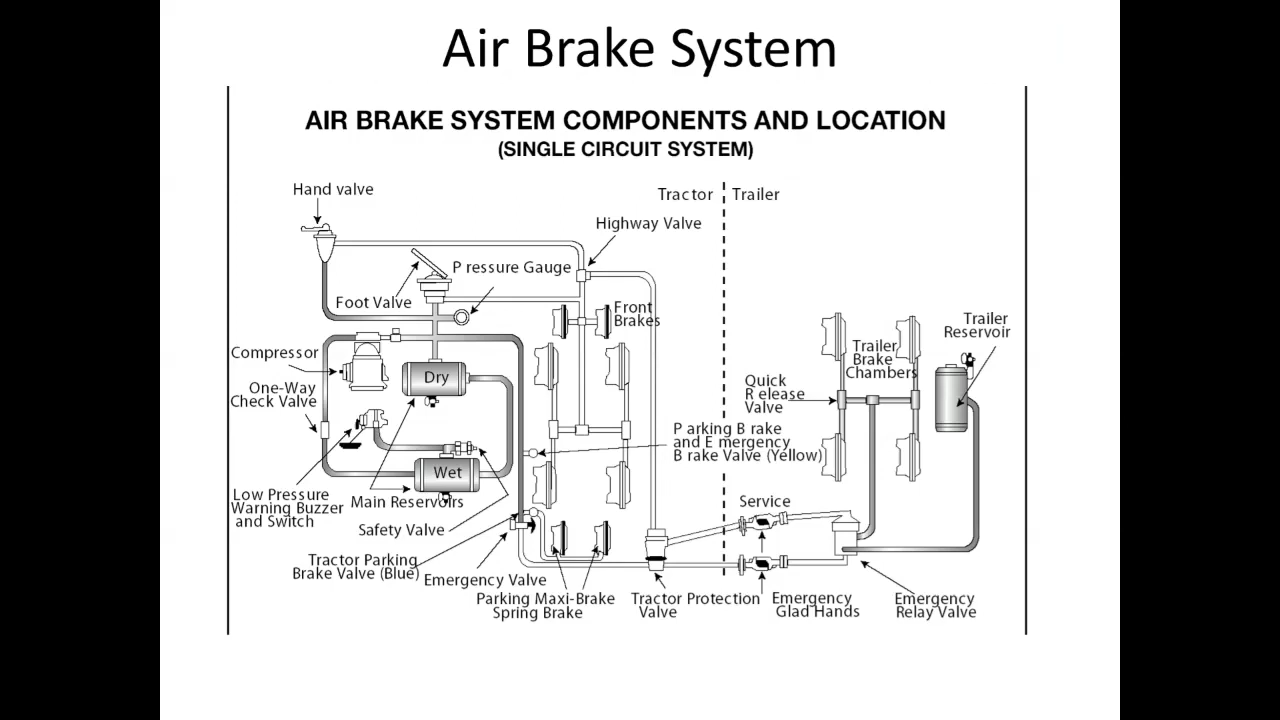 Air Brake System
AIR BRAKE SYSTEM COMPONENTS AND LOCATION
(SINGLE CIRCUIT SYSTEM)
Hand valve
Tractor
Trailer
Highway Valve
P ressure Gauge
Foot Valve
Front
Brakes
Trailer
Reservoir
Compressor
Trailer
Brake
Chambers
Dry
One-Way
Check Valve
Quick
R elease
Valve
P arking B rake
and E mergency
B rake Valve (Yellow)
Wet
Low Pressure
Warning Buzzer
and Switch
Main Reservoirs
Service
Safety Valve
Tractor Parking
Brake Valve (Blue)
Emergency Valve
Parking Maxi-Brake
Spring Brake
Tractor Protection
Valve
Emergency
Glad Hands
Emergency
Relay Valve